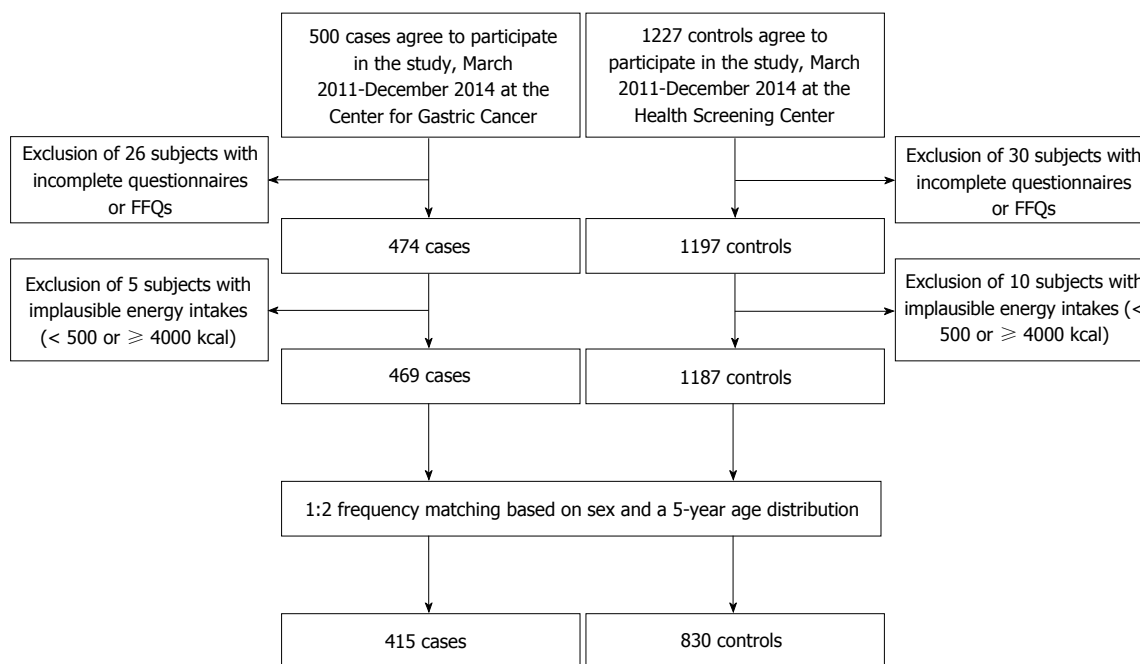 500 cases agree to participate
in the study, March
2011-December 2014 at the
Center for Gastric Cancer
1227 controls agree to
participate in the study, March
2011-December 2014 at the
Health Screening Center
Exclusion of 26 subjects with
incomplete questionnaires
or FFQs
Exclusion of 30 subjects with
incomplete questionnaires
or FFQs
474 cases
1197 controls
Exclusion of 5 subjects with
implausible energy intakes
(< 500 or ≥ 4000 kcal)
Exclusion of 10 subjects with
implausible energy intakes (<
500 or ≥ 4000 kcal)
469 cases
1187 controls
1:2 frequency matching based on sex and a 5-year age distribution
415 cases
830 controls